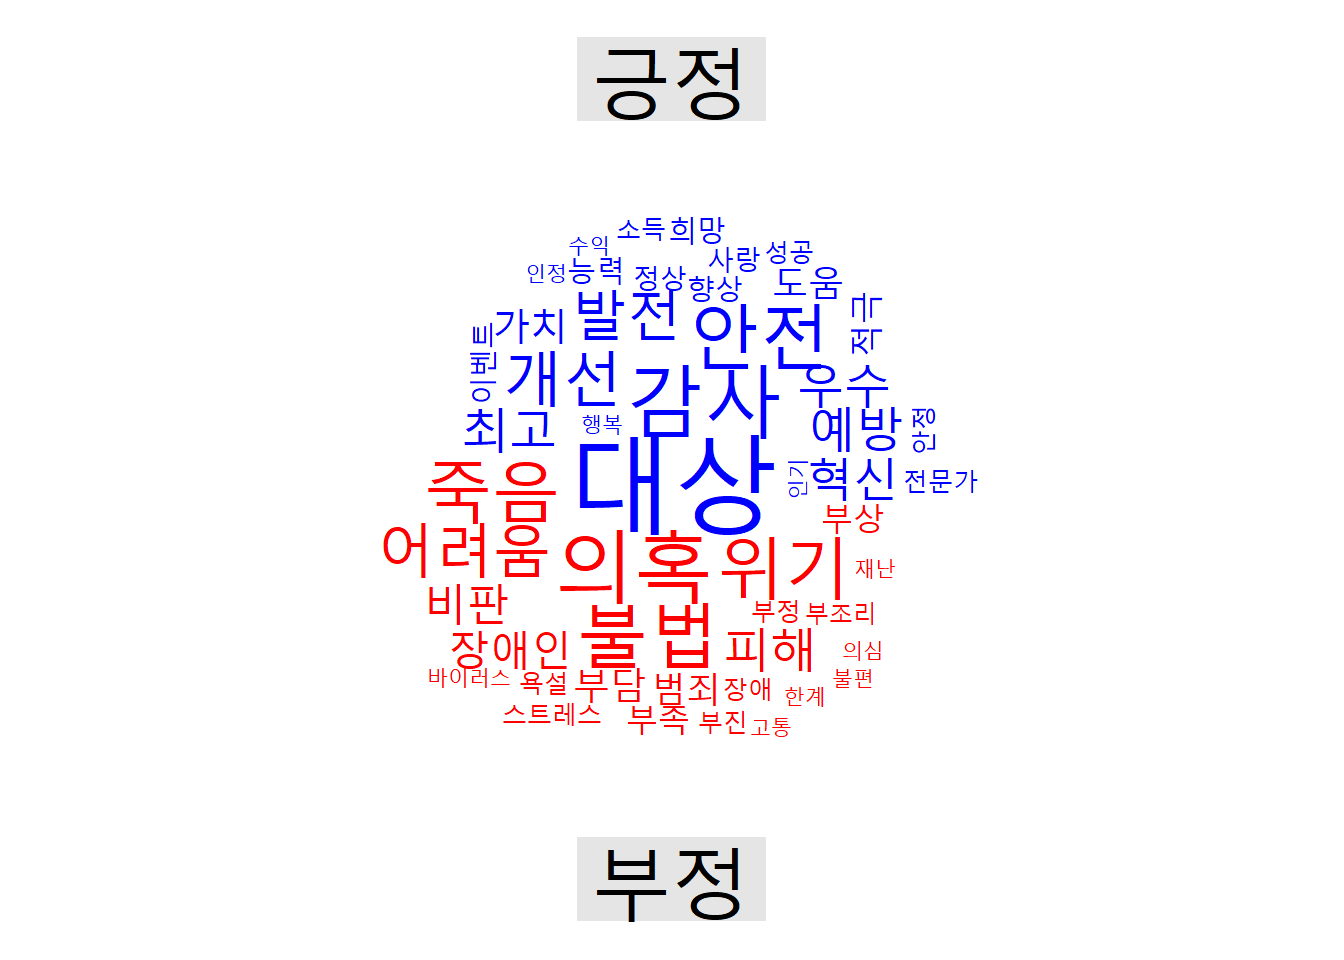 긍정
소득 희망
수익 사랑 성공
인정 능력 정상 향상 도움
이벤트 가치 발전 안전 적극
개선 감자 우수
최고 행복 예방 안정
대상 인기 혁신 전문가
죽음 부상
어려움 의혹 위기 재난
비판 부정 부조리
장애인 불법 피해 의심
바이러스 욕설 부담 범죄 장애 한계 불편
스트레스 부족 부진 고통
부정